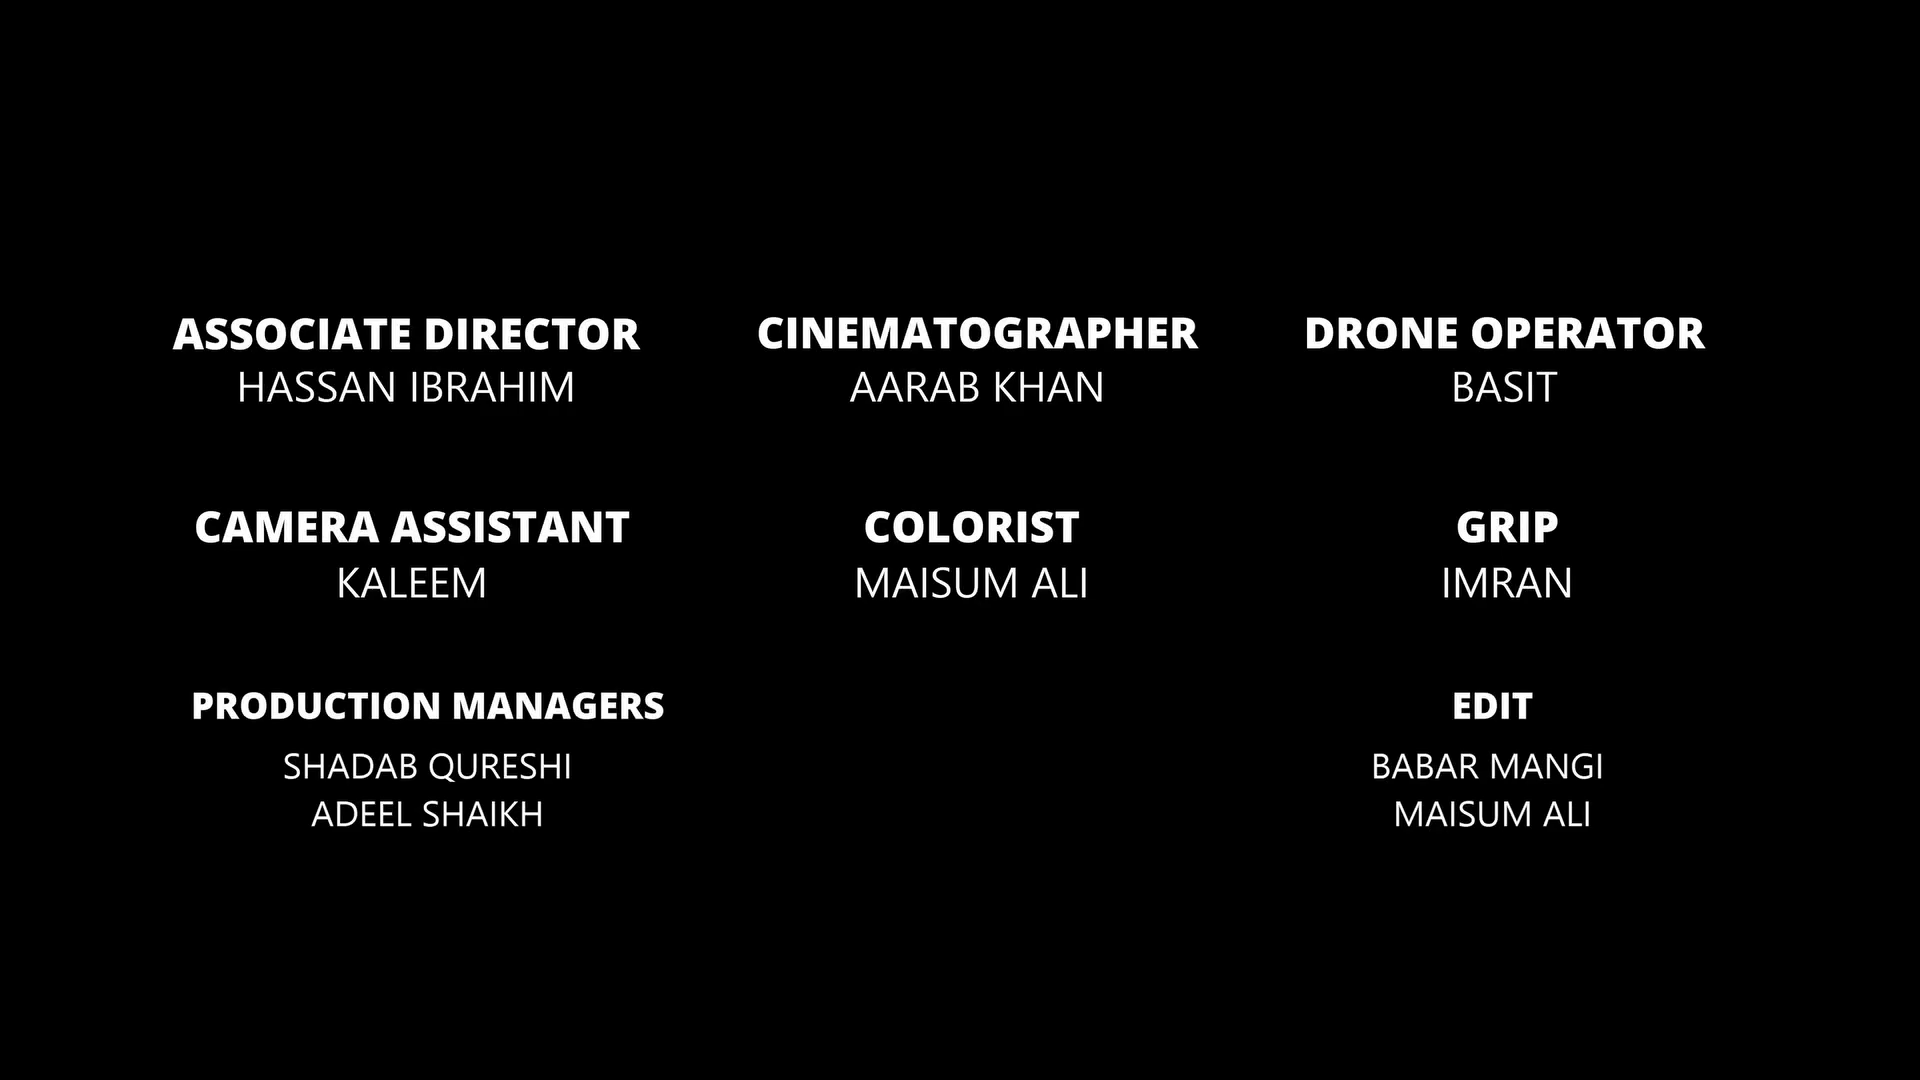 ASSOCIATE DIRECTOR
HASSAN IBRAHIM
CINEMATOGRAPHER
AARAB KHAN
DRONE OPERATOR
BASIT
CAMERA ASSISTANT
KALEEM
COLORIST
MAISUM ALI
GRIP
IMRAN
PRODUCTION MANAGERS
SHADAB QURESHI
ADEEL SHAIKH
EDIT
BABAR MANGI
MAISUM ALI